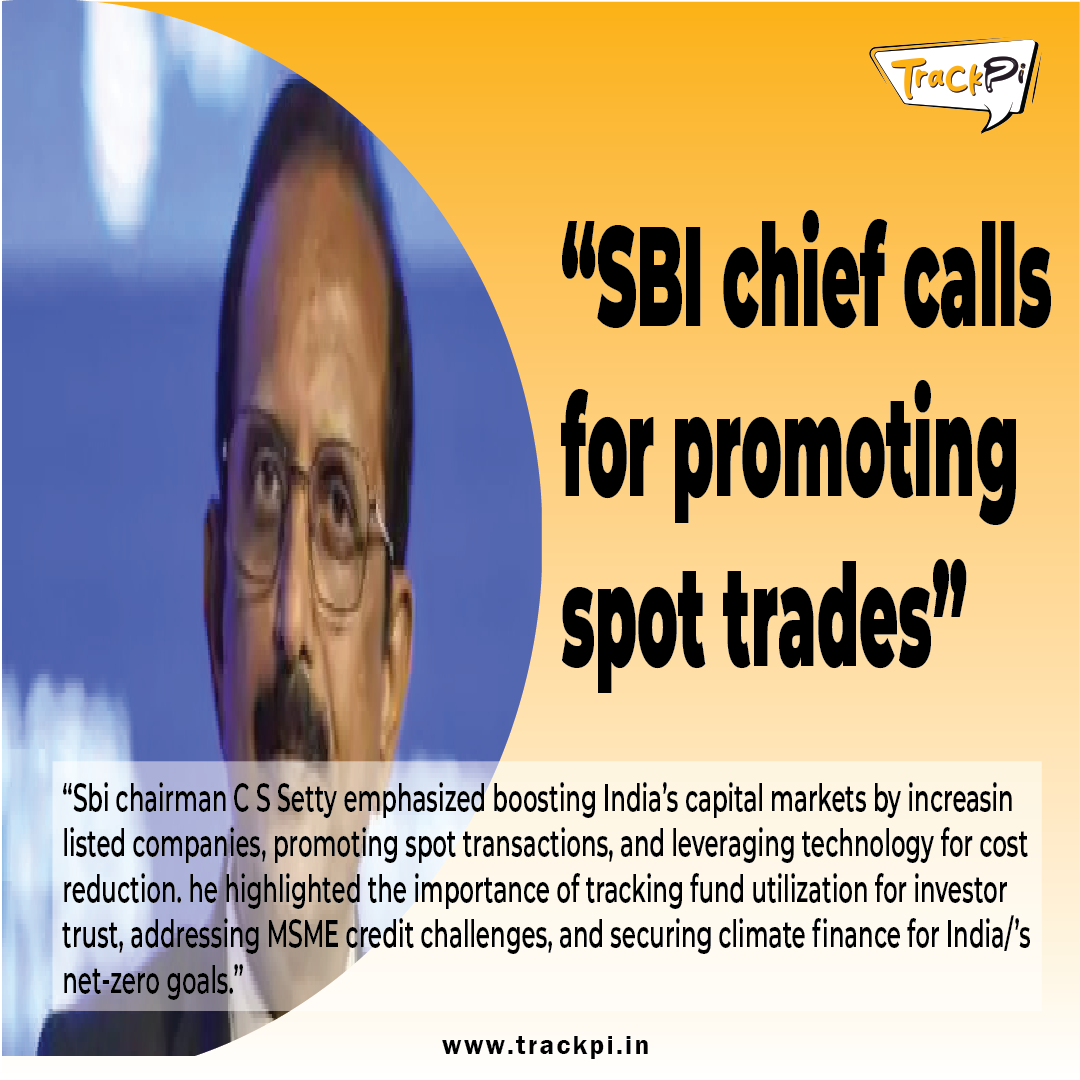 TrackPi
“SBI chief calls
for promoting
spot trades”
“Sbi chairman C S Setty emphasized boosting India’s capital markets by increasin
listed companies, promoting spot transactions, and leveraging technology for cost
reduction. he highlighted the importance of tracking fund utilization for investor
trust, addressing MSME credit challenges, and securing climate finance for India/’s
net-zero goals.”
www.trackpi.in